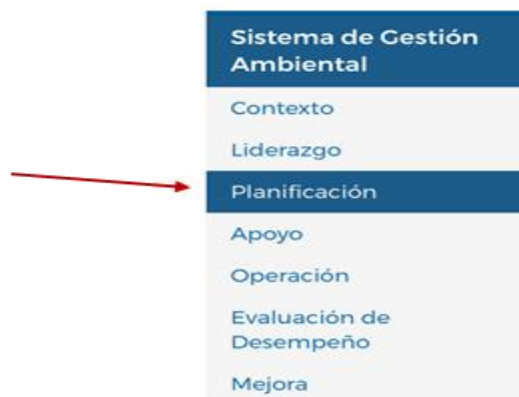 Sistema de Gestión
Ambiental
Contexto
Liderazgo
Planificación
Apoyo
Operación
Evaluación de
Desempeño
Mejora